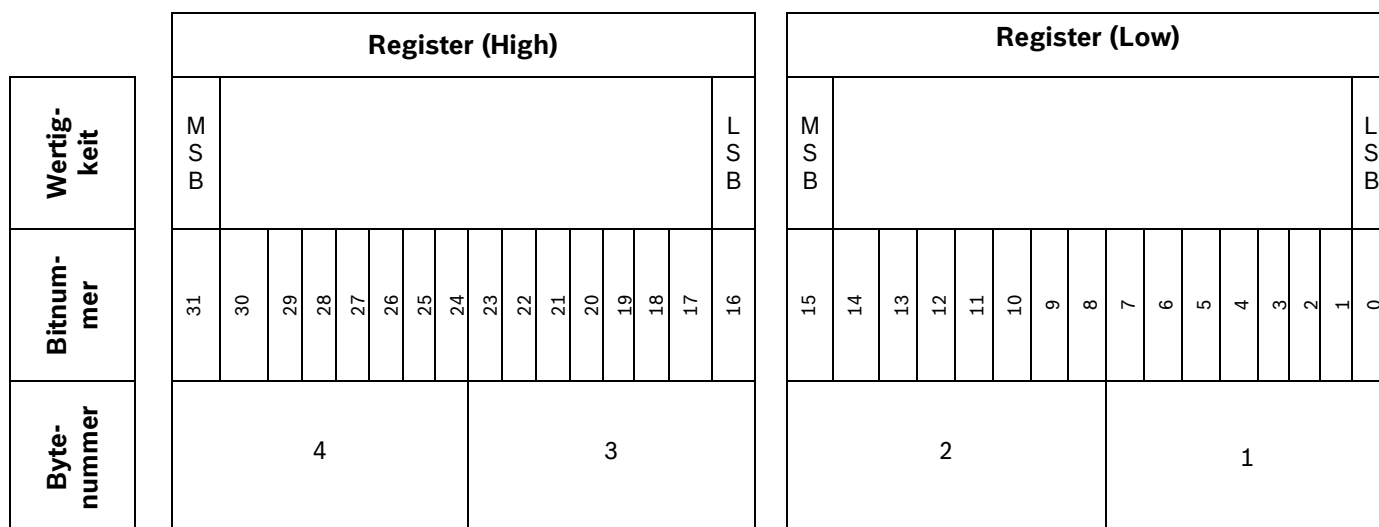 Register (High)
Register (Low)
Wertig-
keit
M
S
B
L
S
B
M
S
B
L
S
B
Bitnum-
mer
31 30 29 28 27 26 25 24 23 22 21 20 19 18 17 16
15 14 13 12 11 10 9 8 7 6 5 4 3 2 1 0
Byte-
nummer
4 3
2 1